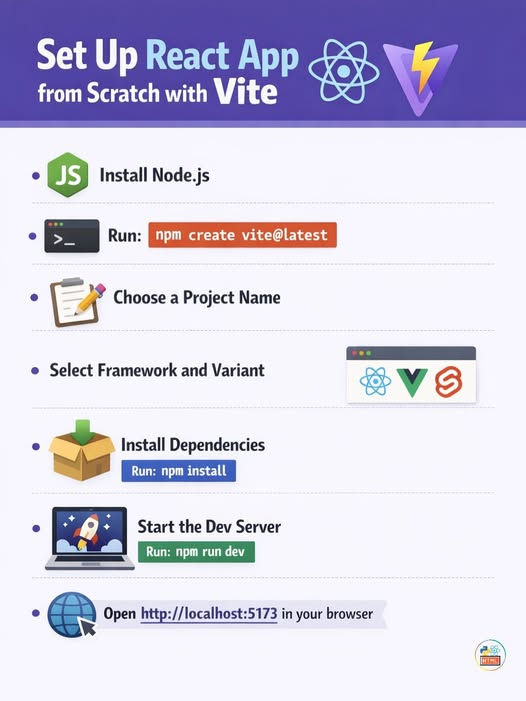 Set Up React App
from Scratch with Vite
JS
Install Node.js
>_
Run: npm create vite@latest
Choose a Project Name
Select Framework and Variant
Install Dependencies
Run: npm install
Start the Dev Server
Run: npm run dev
Open http://localhost:5173 in your browser
HTML